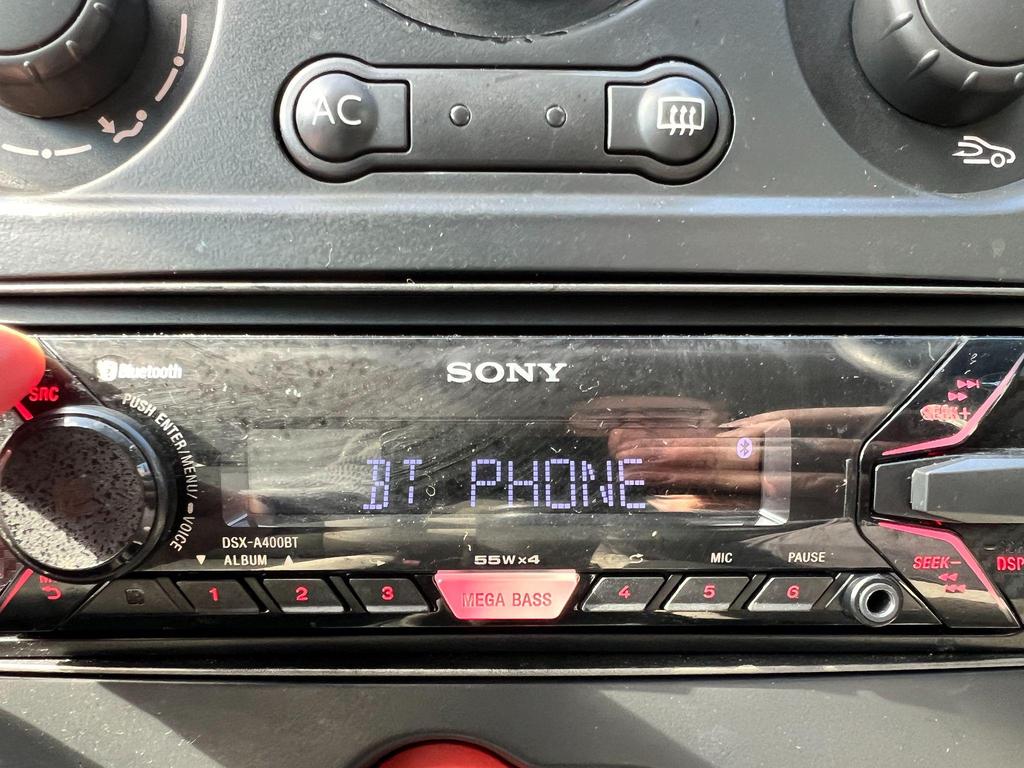 AC
Bluetooth
SONY
SRC
PUSH ENTER/MENU/ VOICE
SEEK+
BT PHONE
DSX-A400BT
ALBUM
55W×4
MIC
PAUSE
SEEK−
DSP
1
2
3
MEGA BASS
4
5
6